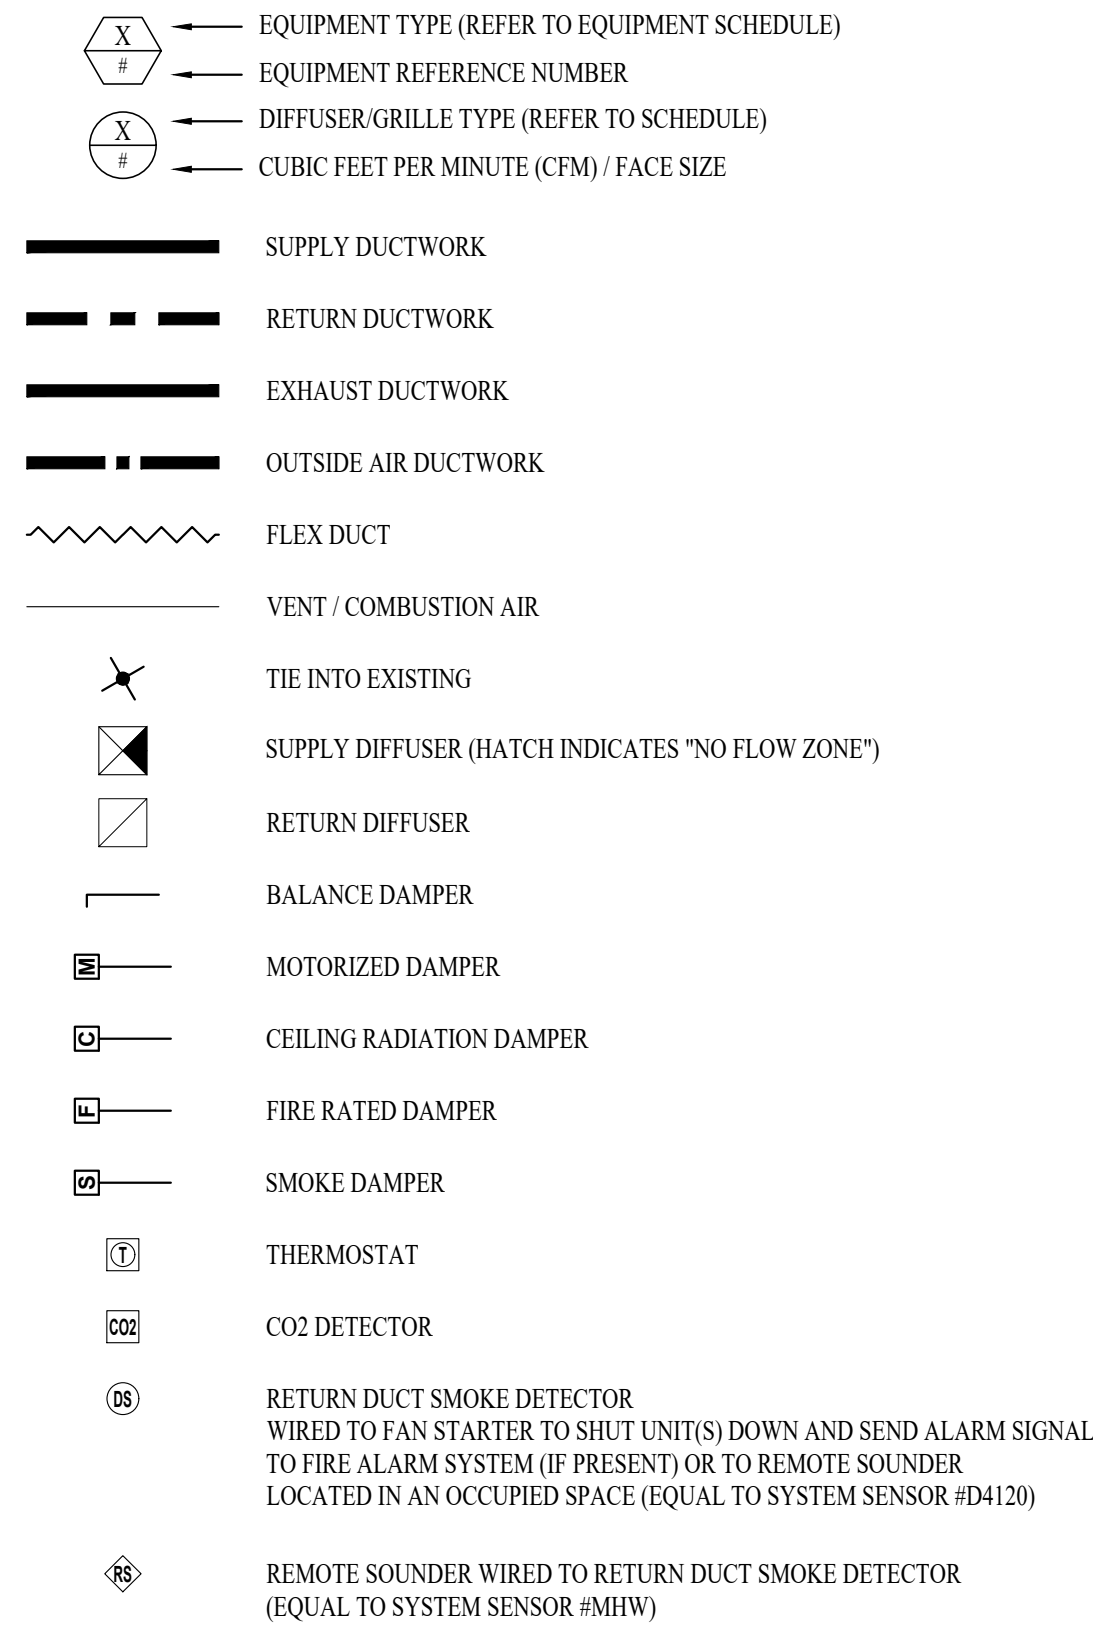 X
EQUIPMENT TYPE (REFER TO EQUIPMENT SCHEDULE)
#
EQUIPMENT REFERENCE NUMBER
X
DIFFUSER/GRILLE TYPE (REFER TO SCHEDULE)
#
CUBIC FEET PER MINUTE (CFM) / FACE SIZE
SUPPLY DUCTWORK
RETURN DUCTWORK
EXHAUST DUCTWORK
OUTSIDE AIR DUCTWORK
FLEX DUCT
VENT / COMBUSTION AIR
TIE INTO EXISTING
SUPPLY DIFFUSER (HATCH INDICATES "NO FLOW ZONE")
RETURN DIFFUSER
BALANCE DAMPER
M MOTORIZED DAMPER
C CEILING RADIATION DAMPER
F FIRE RATED DAMPER
S SMOKE DAMPER
T THERMOSTAT
CO2 CO2 DETECTOR
DS RETURN DUCT SMOKE DETECTOR
WIRED TO FAN STARTER TO SHUT UNIT(S) DOWN AND SEND ALARM SIGNAL
TO FIRE ALARM SYSTEM (IF PRESENT) OR TO REMOTE SOUNDER
LOCATED IN AN OCCUPIED SPACE (EQUAL TO SYSTEM SENSOR #D4120)
RS REMOTE SOUNDER WIRED TO RETURN DUCT SMOKE DETECTOR
(EQUAL TO SYSTEM SENSOR #MHW)